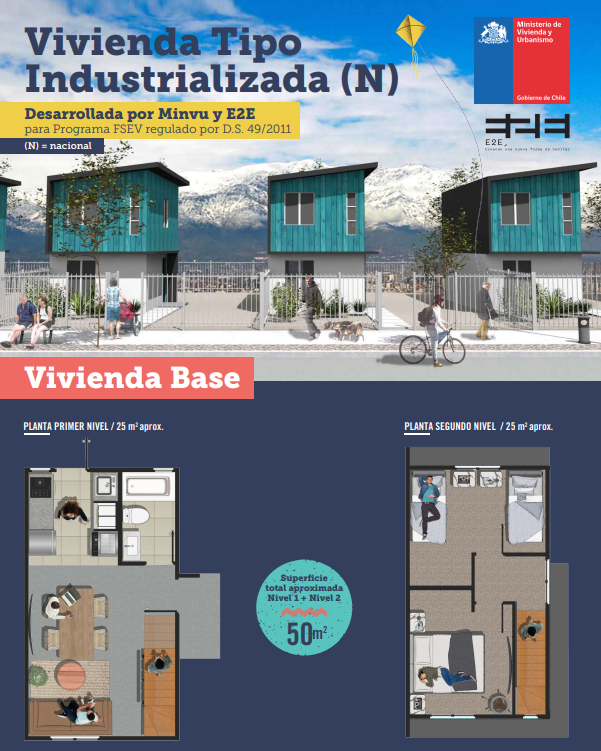 Vivienda Tipo
Industrializada (N)
Desarrollada por Minvu y E2E
para Programa FSEV regulado por D.S. 49/2011
(N) = nacional
Ministerio de
Vivienda y
Urbanismo
Gobierno de Chile
E2E
Vivienda Base
PLANTA PRIMER NIVEL / 25 m² aprox.
PLANTA SEGUNDO NIVEL / 25 m² aprox.
Superficie
total aproximada
Nivel 1 + Nivel 2
50m²